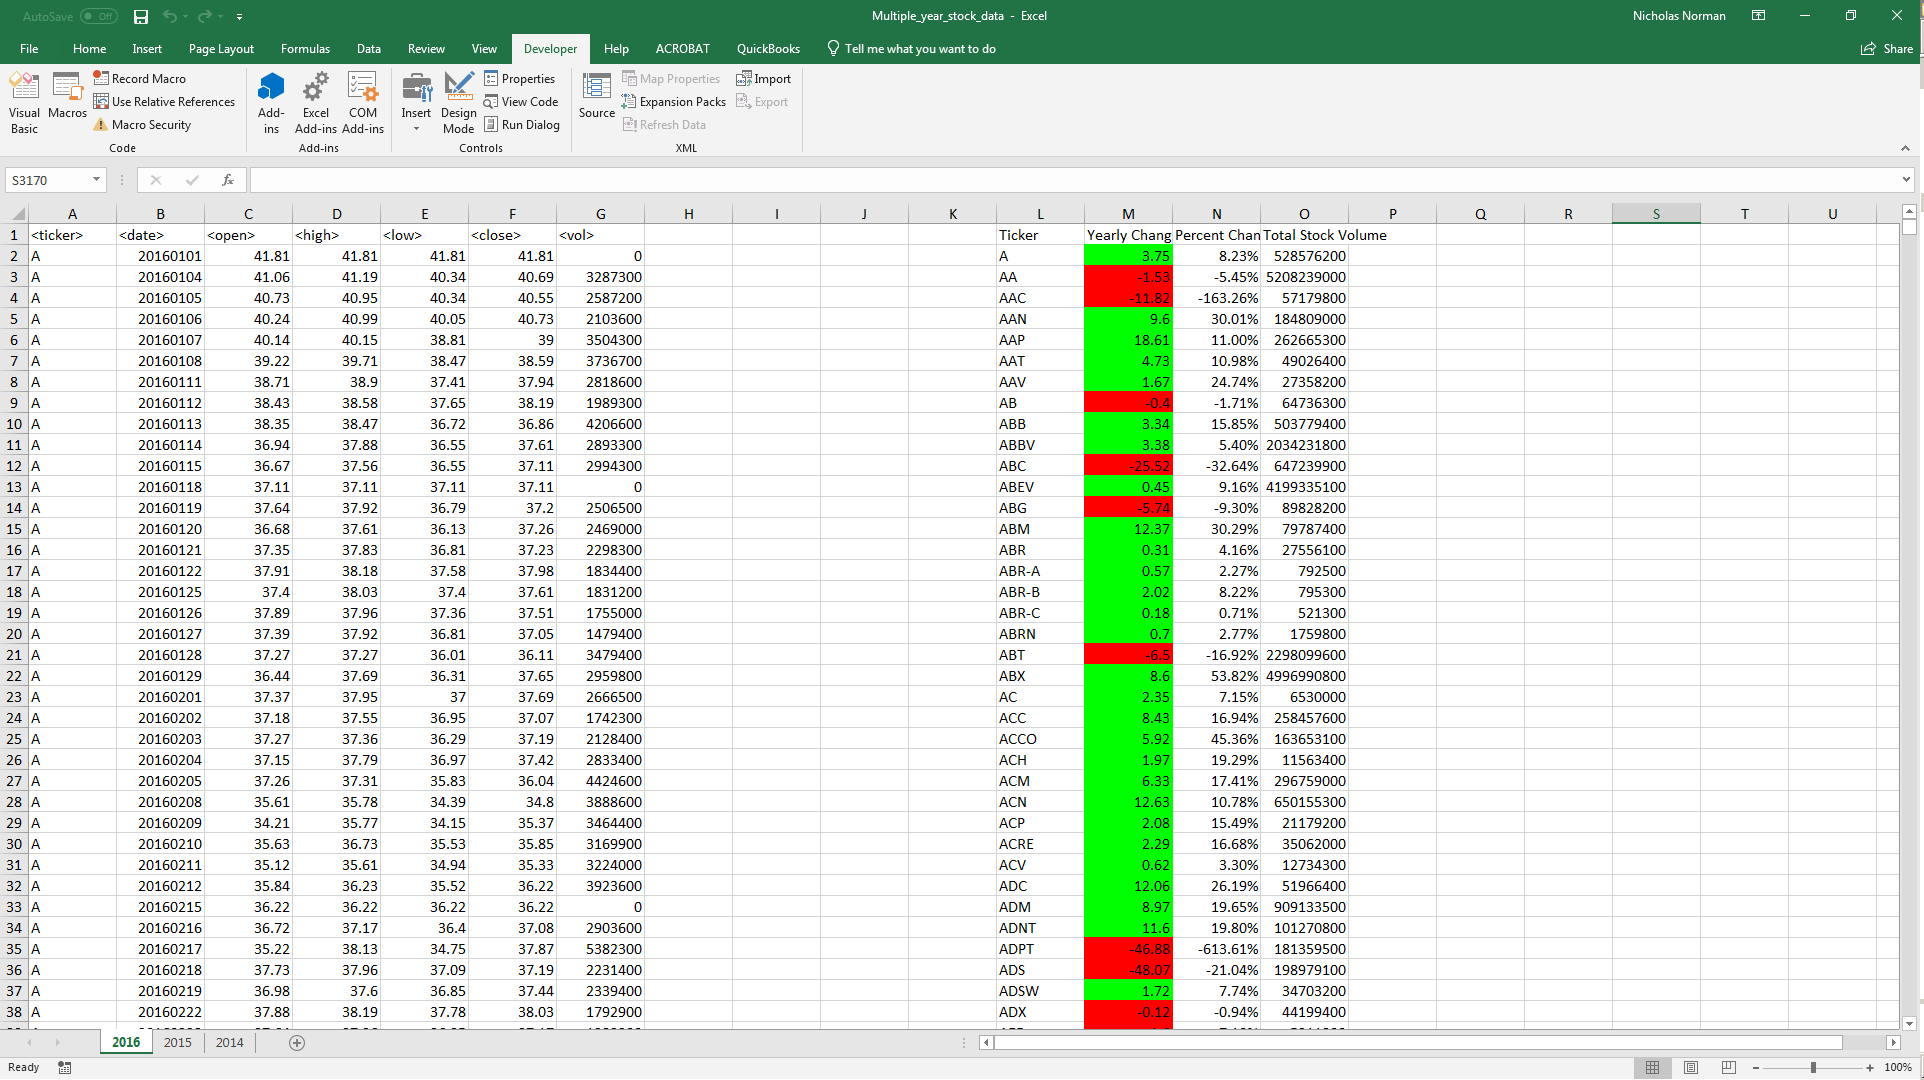 AutoSave Off
Multiple_year_stock_data - Excel
Nicholas Norman
File Home Insert Page Layout Formulas Data Review View Developer Help ACROBAT QuickBooks Tell me what you want to do Share
Visual Basic
Macros
Record Macro
Use Relative References
Macro Security
Code
Add-ins
Excel Add-ins
COM Add-ins
Add-ins
Insert
Design Mode
Properties
View Code
Run Dialog
Controls
Source
Map Properties
Expansion Packs
Refresh Data
Import
Export
XML
S3170 fx
A B C D E F G H I J K L M N O P Q R S T U
1 <ticker> <date> <open> <high> <low> <close> <vol> Ticker Yearly Chang Percent Chan Total Stock Volume
2 A 20160101 41.81 41.81 41.81 41.81 0 A 3.75 8.23% 528576200
3 A 20160104 41.06 41.19 40.34 40.69 3287300 AA -1.53 -5.45% 5208239000
4 A 20160105 40.73 40.95 40.34 40.55 2587200 AAC -11.82 -163.26% 57179800
5 A 20160106 40.24 40.99 40.05 40.73 2103600 AAN 9.6 30.01% 184809000
6 A 20160107 40.14 40.15 38.81 39 3504300 AAP 18.61 11.00% 262665300
7 A 20160108 39.22 39.71 38.47 38.59 3736700 AAT 4.73 10.98% 49026400
8 A 20160111 38.71 38.9 37.41 37.94 2818600 AAV 1.67 24.74% 27358200
9 A 20160112 38.43 38.58 37.65 38.19 1989300 AB -0.4 -1.71% 64736300
10 A 20160113 38.35 38.47 36.72 36.86 4206600 ABB 3.34 15.85% 503779400
11 A 20160114 36.94 37.88 36.55 37.61 2893300 ABBV 3.38 5.40% 2034231800
12 A 20160115 36.67 37.56 36.55 37.11 2994300 ABC -25.52 -32.64% 647239900
13 A 20160118 37.11 37.11 37.11 37.11 0 ABEV 0.45 9.16% 4199335100
14 A 20160119 37.64 37.92 36.79 37.2 2506500 ABG -5.74 -9.30% 89828200
15 A 20160120 36.68 37.61 36.13 37.26 2469000 ABM 12.37 30.29% 79787400
16 A 20160121 37.35 37.83 36.81 37.23 2298300 ABR 0.31 4.16% 27556100
17 A 20160122 37.91 38.18 37.58 37.98 1834400 ABR-A 0.57 2.27% 792500
18 A 20160125 37.4 38.03 37.4 37.61 1831200 ABR-B 2.02 8.22% 795300
19 A 20160126 37.89 37.96 37.36 37.51 1755000 ABR-C 0.18 0.71% 521300
20 A 20160127 37.39 37.92 36.81 37.05 1479400 ABRN 0.7 2.77% 1759800
21 A 20160128 37.27 37.27 36.01 36.11 3479400 ABT -6.5 -16.92% 2298099600
22 A 20160129 36.44 37.69 36.31 37.65 2959800 ABX 8.6 53.82% 4996990800
23 A 20160201 37.37 37.95 37 37.69 2666500 AC 2.35 7.15% 6530000
24 A 20160202 37.18 37.55 36.95 37.07 1742300 ACC 8.43 16.94% 258457600
25 A 20160203 37.27 37.36 36.29 37.19 2128400 ACCO 5.92 45.36% 163653100
26 A 20160204 37.15 37.79 36.97 37.42 2833400 ACH 1.97 19.29% 11563400
27 A 20160205 37.26 37.31 35.83 36.04 4424600 ACM 6.33 17.41% 296759000
28 A 20160208 35.61 35.78 34.39 34.8 3888600 ACN 12.63 10.78% 650155300
29 A 20160209 34.21 35.77 34.15 35.37 3464400 ACP 2.08 15.49% 21179200
30 A 20160210 35.63 36.73 35.53 35.85 3169900 ACRE 2.29 16.68% 35062000
31 A 20160211 35.12 35.61 34.94 35.33 3224000 ACV 0.62 3.30% 12734300
32 A 20160212 35.84 36.23 35.52 36.22 3923600 ADC 12.06 26.19% 51966400
33 A 20160215 36.22 36.22 36.22 36.22 0 ADM 8.97 19.65% 909133500
34 A 20160216 36.72 37.17 36.4 37.08 2903600 ADNT 11.6 19.80% 101270800
35 A 20160217 35.22 38.13 34.75 37.87 5382300 ADPT -46.88 -613.61% 181359500
36 A 20160218 37.73 37.96 37.09 37.19 2231400 ADS -48.07 -21.04% 198979100
37 A 20160219 36.98 37.6 36.85 37.44 2339400 ADSW 1.72 7.74% 34703200
38 A 20160222 37.88 38.19 37.78 38.03 1792900 ADX -0.12 -0.94% 44199400
2016 2015 2014
Ready 100%